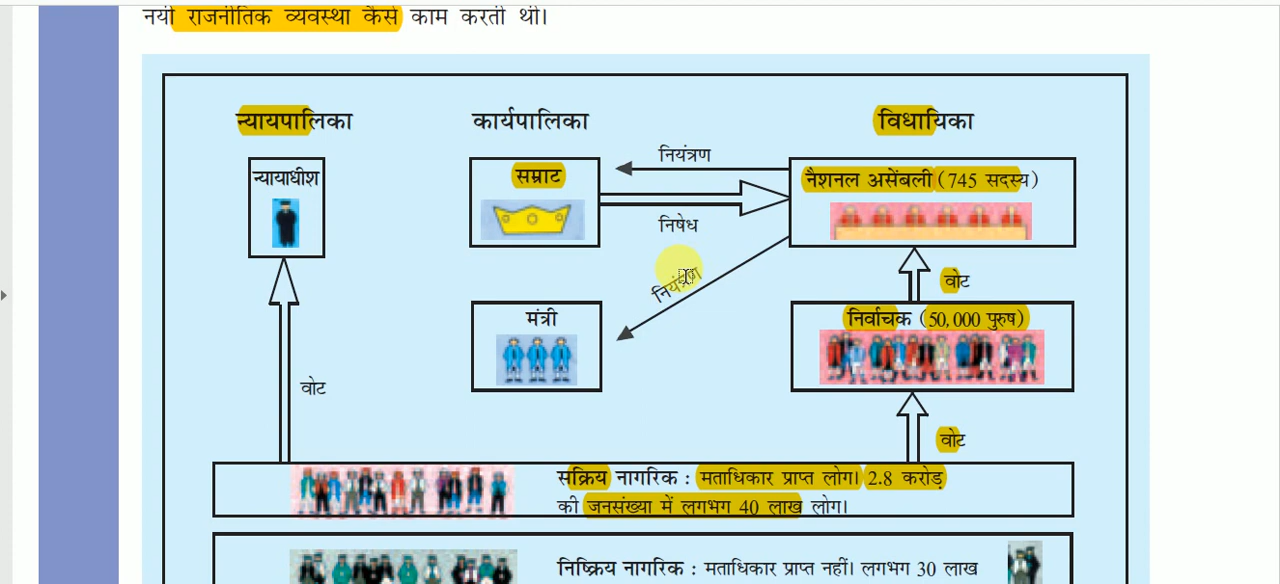 नयी राजनीतिक व्यवस्था कैसे काम करती थी।
न्यायपालिका
कार्यपालिका
विधायिका
न्यायाधीश
सम्राट
नियंत्रण
निषेध
नैशनल असेंबली (745 सदस्य)
नियंत्रण
वोट
मंत्री
निर्वाचक (50,000 पुरुष)
वोट
वोट
सक्रिय नागरिक : मताधिकार प्राप्त लोग। 2.8 करोड़
की जनसंख्या में लगभग 40 लाख लोग।
निष्क्रिय नागरिक : मताधिकार प्राप्त नहीं। लगभग 30 लाख